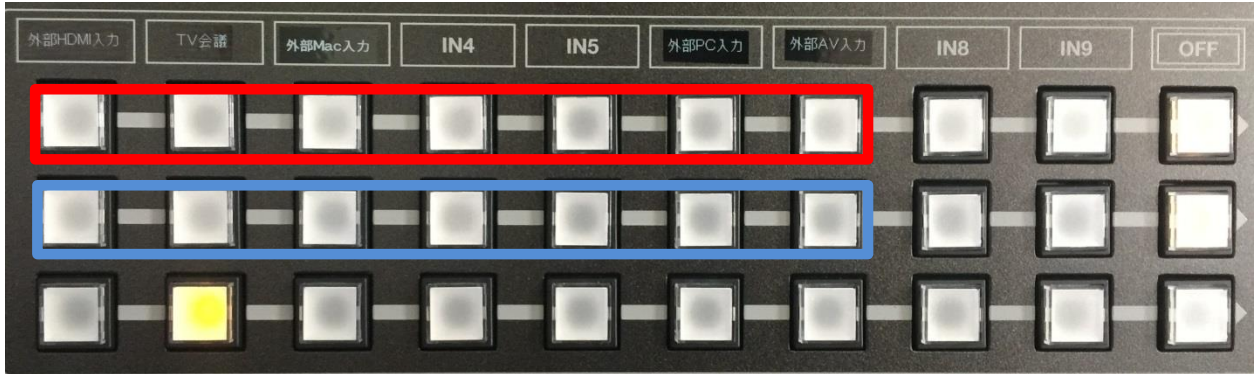 外部HDMI入力
TV会議
外部Mac入力
IN4
IN5
外部PC入力
外部AV入力
IN8
IN9
OFF